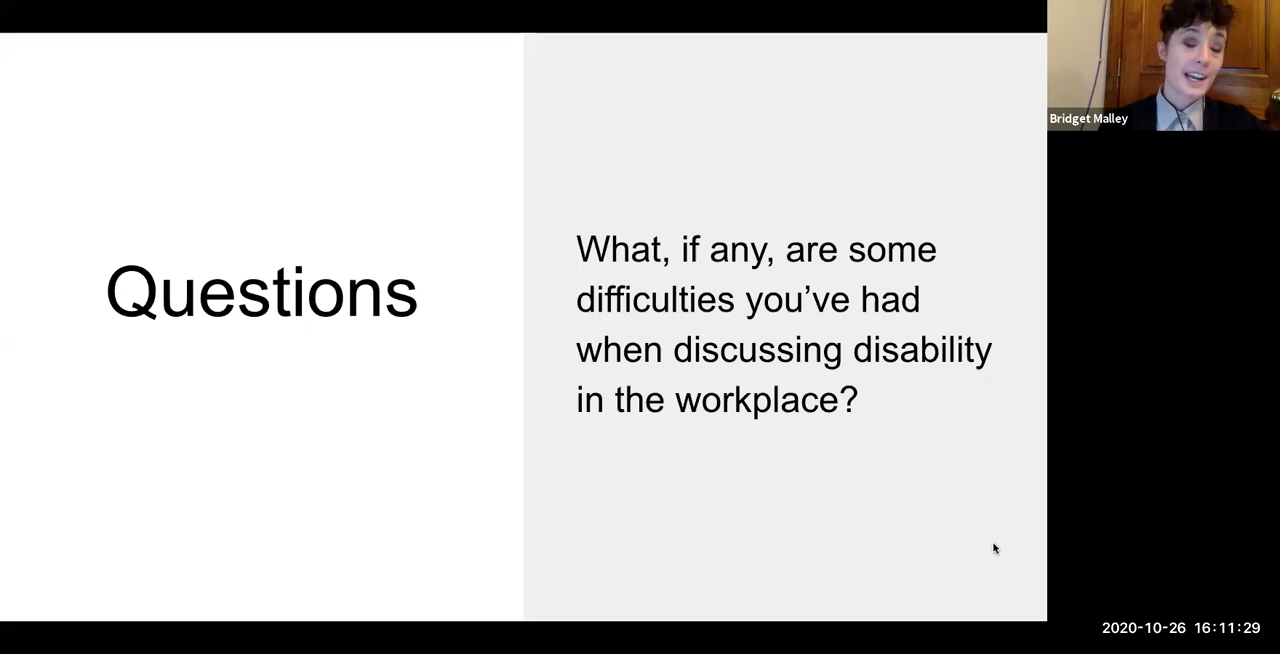 Questions
What, if any, are some
difficulties you’ve had
when discussing disability
in the workplace?
Bridget Malley
2020-10-26 16:11:29